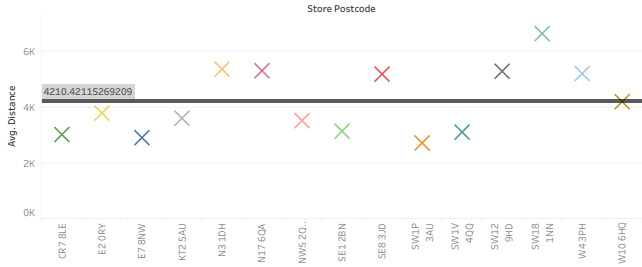 Store Postcode
Avg. Distance
6K
4210.42115269209
4K
2K
0K
CR7 8LE
E2 0RY
E7 8NW
KT2 5AU
N3 1DH
N17 6QA
NW5 2Q..
SE1 2BN
SE8 3JD
SW1P
3AU
SW1V
4QQ
SW12
9HD
SW18
1NN
W4 3PH
W10 6HQ